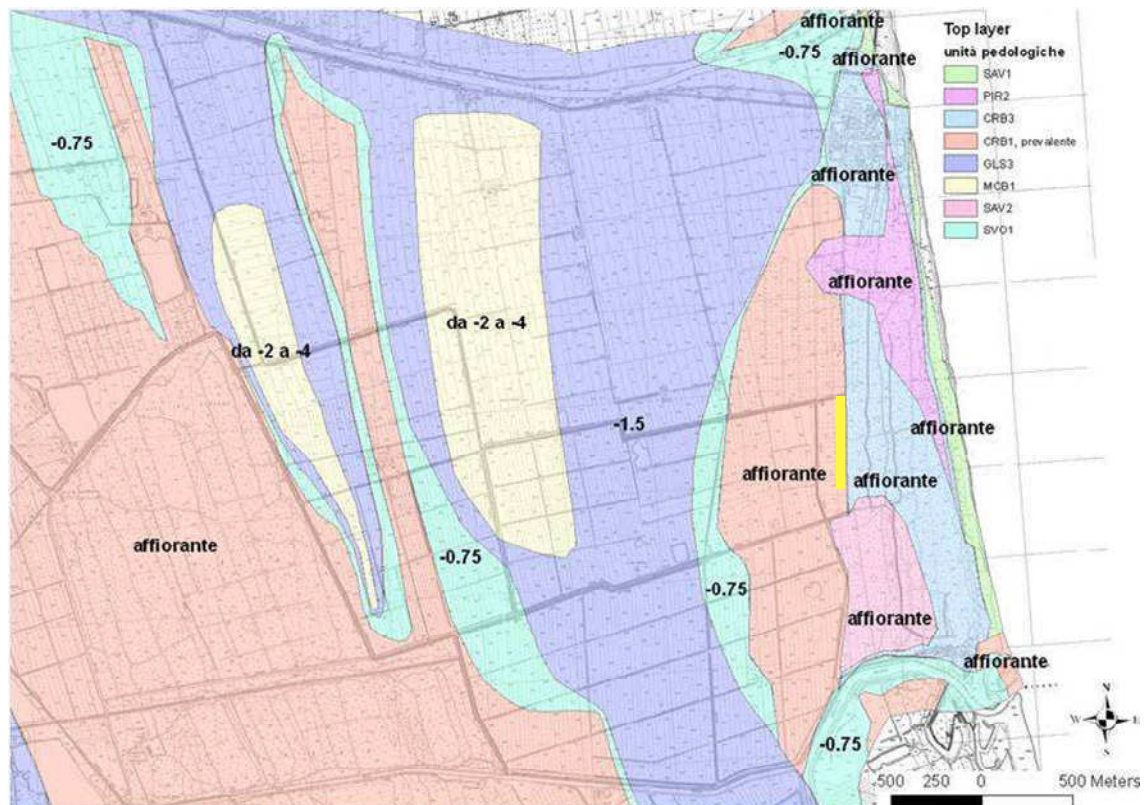 affiorante
-0.75
affiorante
Top layer
unità pedologiche
SAV1
PIR2
CRB3
CRB1, prevalente
GLS3
MCB1
SAV2
SVO1
-0.75
affiorante
affiorante
da -2 a -4
da -2 a -4
-1.5
affiorante
affiorante
affiorante
affiorante
-0.75
-0.75
affiorante
affiorante
-0.75
N
W
E
S
-500 250 0 500 Meters